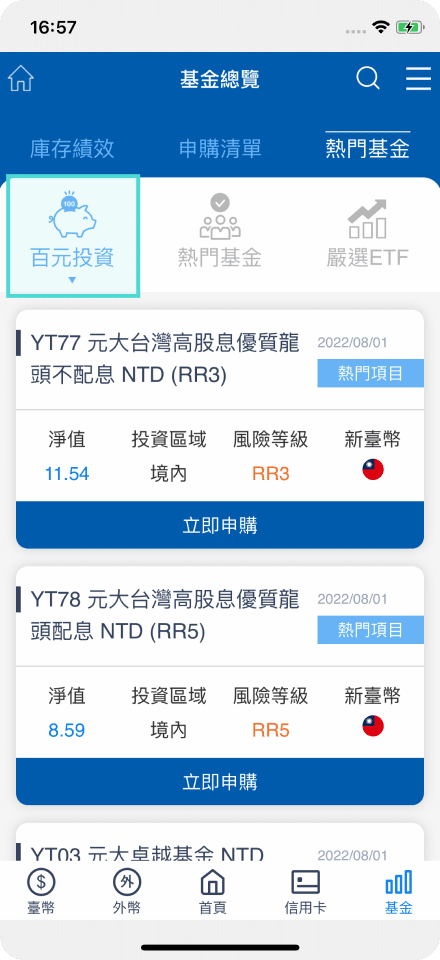 16:57
基金總覽
庫存績效 申購清單 熱門基金
100
百元投資 熱門基金 嚴選ETF
YT77 元大台灣高股息優質龍
頭不配息 NTD (RR3)
2022/08/01
熱門項目
淨值 投資區域 風險等級 新臺幣
11.54 境內 RR3
立即申購
YT78 元大台灣高股息優質龍
頭配息 NTD (RR5)
2022/08/01
熱門項目
淨值 投資區域 風險等級 新臺幣
8.59 境內 RR5
立即申購
YT03 元大卓越基金 NTD
2022/08/01
$ 外
臺幣 外幣 首頁 信用卡 基金